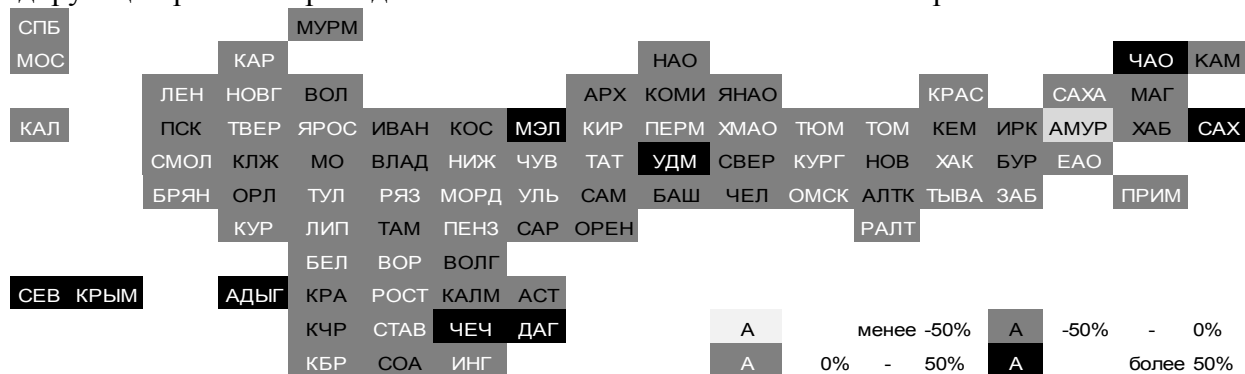 СПБ МУРМ
МОС КАР НАО ЧАО КАМ
ЛЕН НОВГ ВОЛ АРХ КОМИ ЯНАО КРАС САХА МАГ
КАЛ ПСК ТВЕР ЯРОС ИВАН КОС МЭЛ КИР ПЕРМ ХМАО ТЮМ ТОМ КЕМ ИРК АМУР ХАБ САХ
СМОЛ КЛЖ МО ВЛАД НИЖ ЧУВ ТАТ УДМ СВЕР КУРГ НОВ ХАК БУР ЕАО
БРЯН ОРЛ ТУЛ РЯЗ МОРД УЛЬ САМ БАШ ЧЕЛ ОМСК АЛТК ТЫВА ЗАБ ПРИМ
КУР ЛИП ТАМ ПЕНЗ САР ОРЕН РАЛТ
БЕЛ ВОР ВОЛГ
СЕВ КРЫМ АДЫГ КРА РОСТ КАЛМ АСТ
КЧР СТАВ ЧЕЧ ДАГ А менее -50% А -50% - 0%
КБР СОА ИНГ А 0% - 50% А более 50%